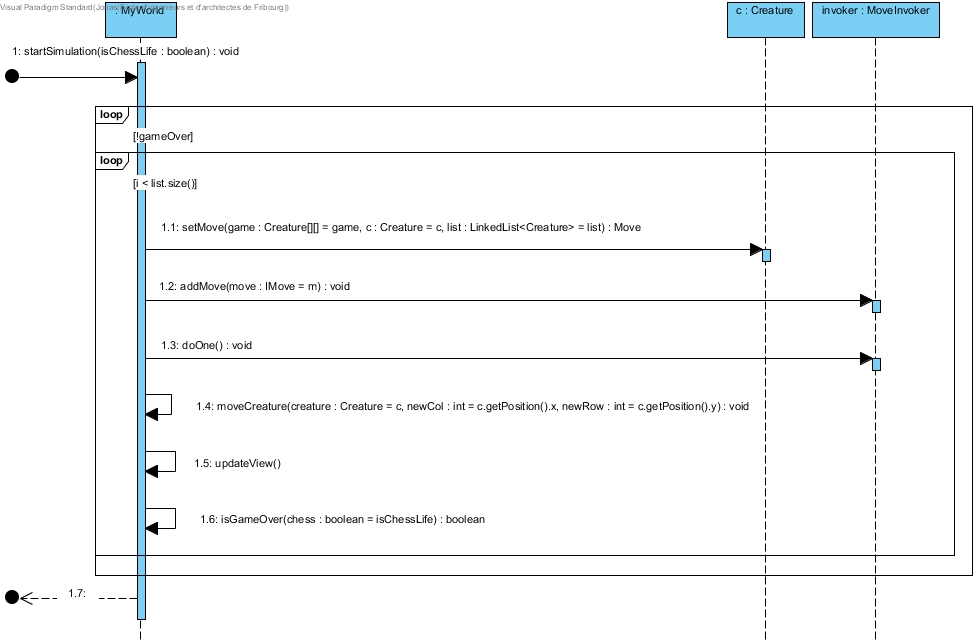 Visual Paradigm Standard(Jo et d'architectes de Fribourg))
: MyWorld
c : Creature
invoker : MoveInvoker
1: startSimulation(isChessLife : boolean) : void
loop
[!gameOver]
loop
[i < list.size()]
1.1: setMove(game : Creature[][] = game, c : Creature = c, list : LinkedList<Creature> = list) : Move
1.2: addMove(move : IMove = m) : void
1.3: doOne() : void
1.4: moveCreature(creature : Creature = c, newCol : int = c.getPosition().x, newRow : int = c.getPosition().y) : void
1.5: updateView()
1.6: isGameOver(chess : boolean = isChessLife) : boolean
1.7: